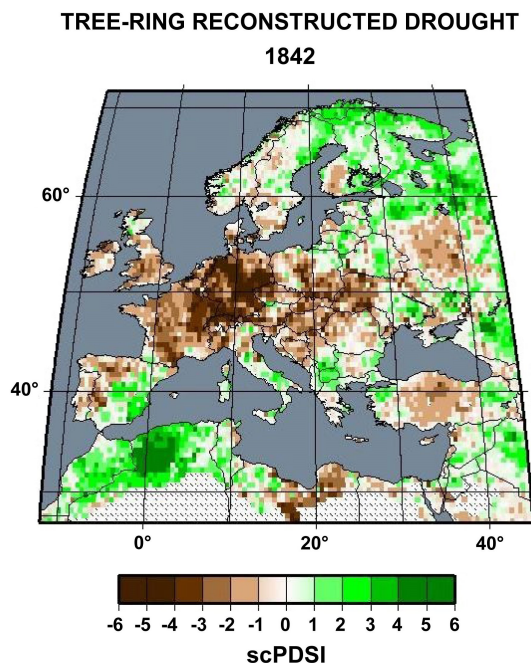 TREE-RING RECONSTRUCTED DROUGHT
1842
60°
40°
0° 20° 40°
-6 -5 -4 -3 -2 -1 0 1 2 3 4 5 6
scPDSI